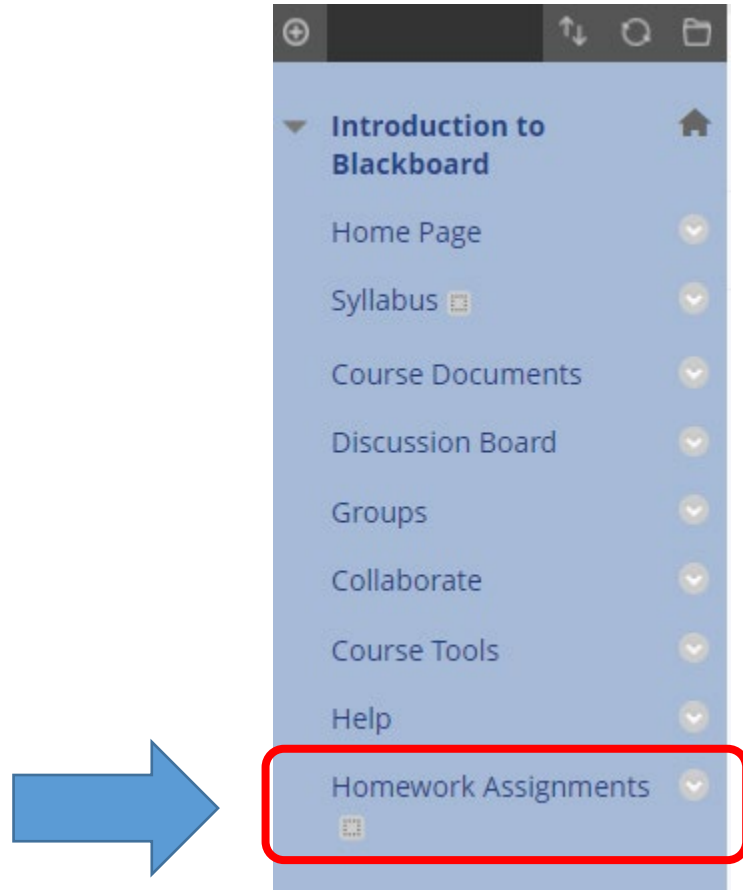 Introduction to
Blackboard
Home Page
Syllabus
Course Documents
Discussion Board
Groups
Collaborate
Course Tools
Help
Homework Assignments